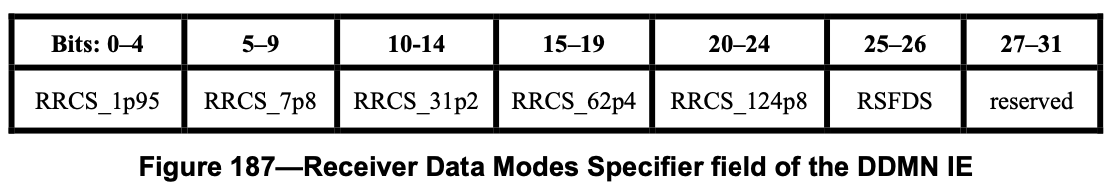 Bits: 0–4 5–9 10-14 15–19 20–24 25–26 27–31
RRCS_1p95 RRCS_7p8 RRCS_31p2 RRCS_62p4 RRCS_124p8 RSFDS reserved
Figure 187—Receiver Data Modes Specifier field of the DDMN IE